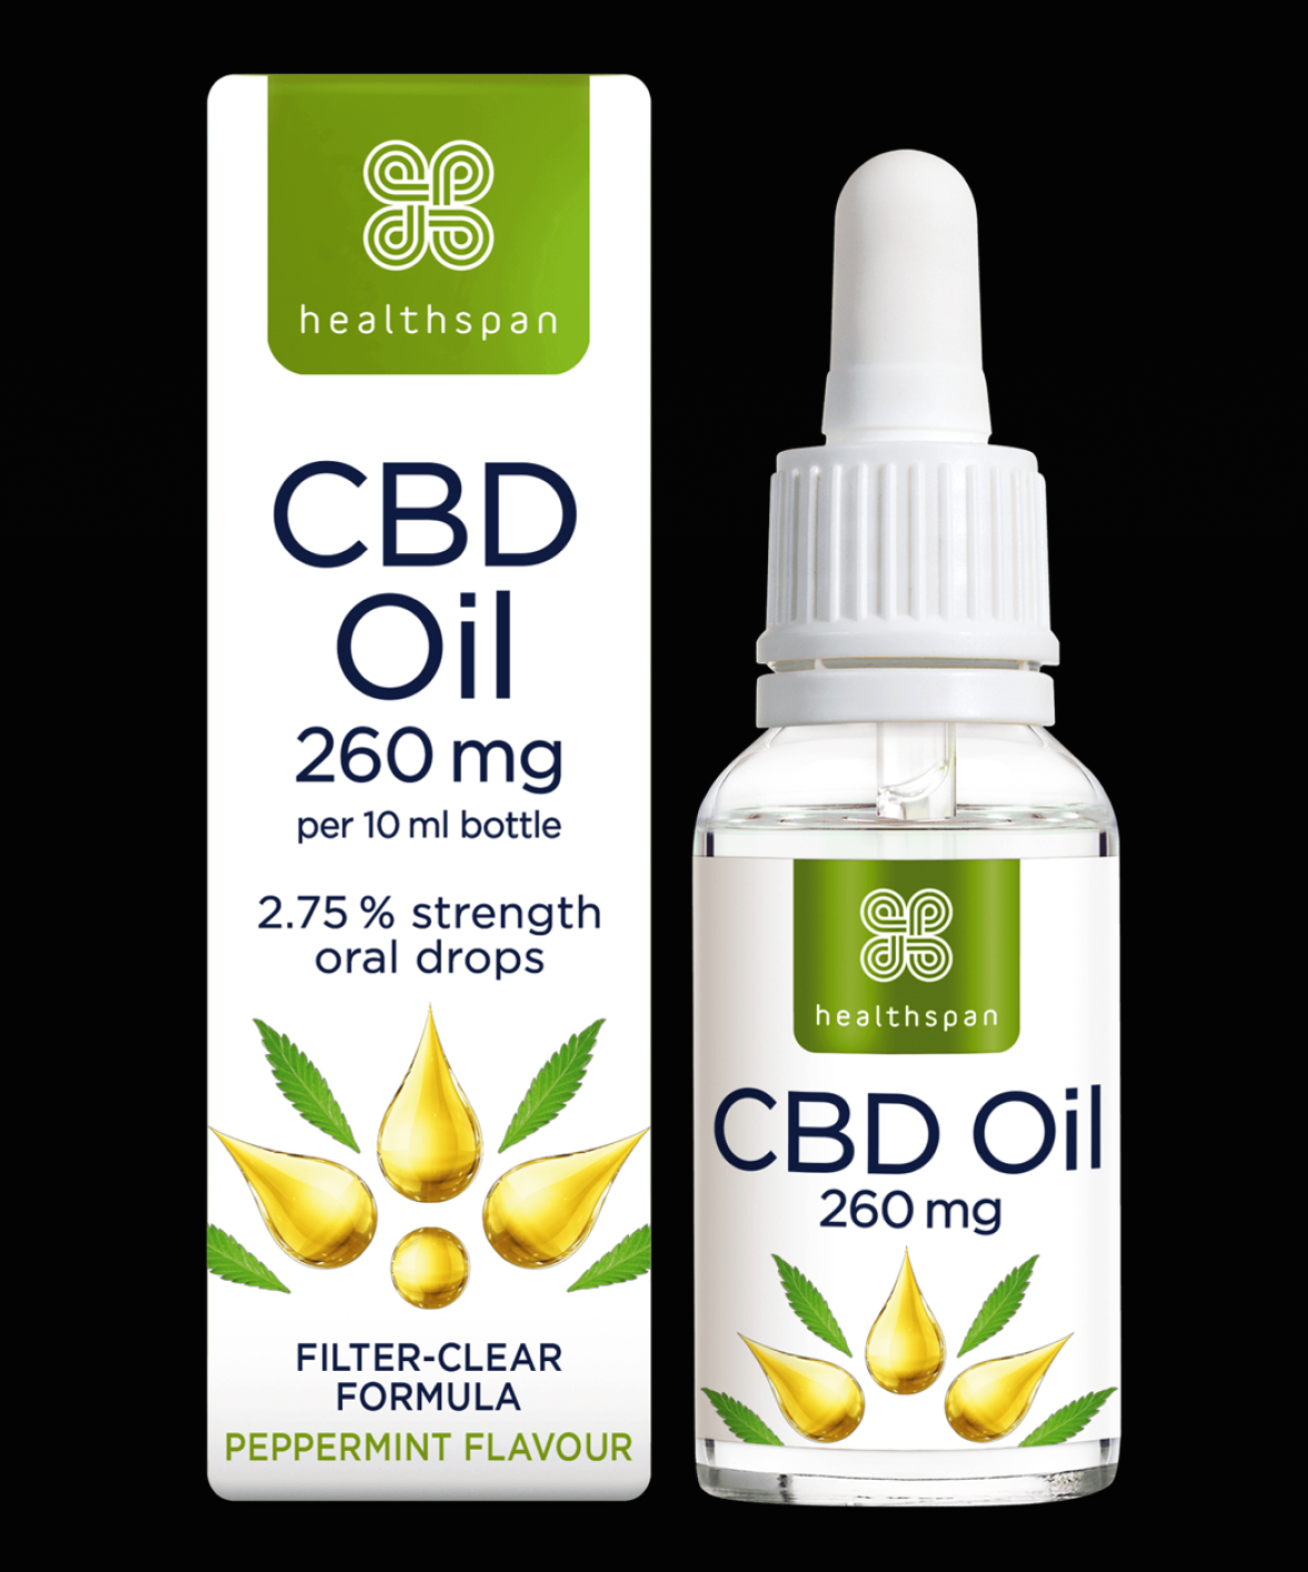 healthspan
CBD
Oil
260 mg
per 10 ml bottle
2.75 % strength
oral drops
FILTER-CLEAR
FORMULA
PEPPERMINT FLAVOUR
healthspan
CBD Oil
260 mg